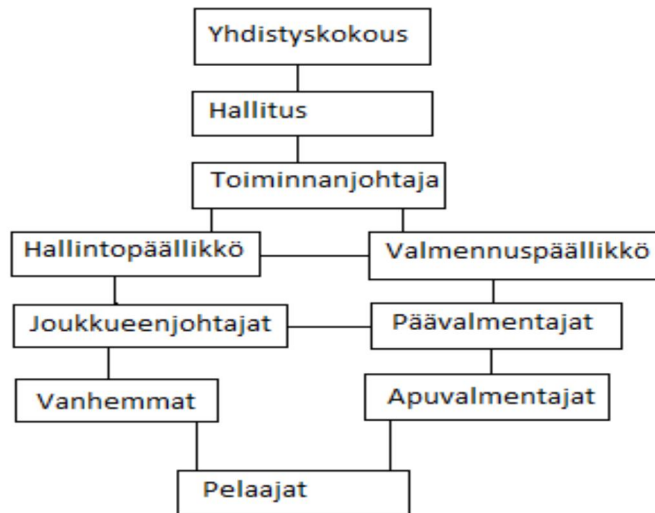 Yhdistyskokous
Hallitus
Toiminnanjohtaja
Hallintopäällikkö
Valmennuspäällikkö
Joukkueenjohtajat
Päävalmentajat
Vanhemmat
Apuvalmentajat
Pelaajat